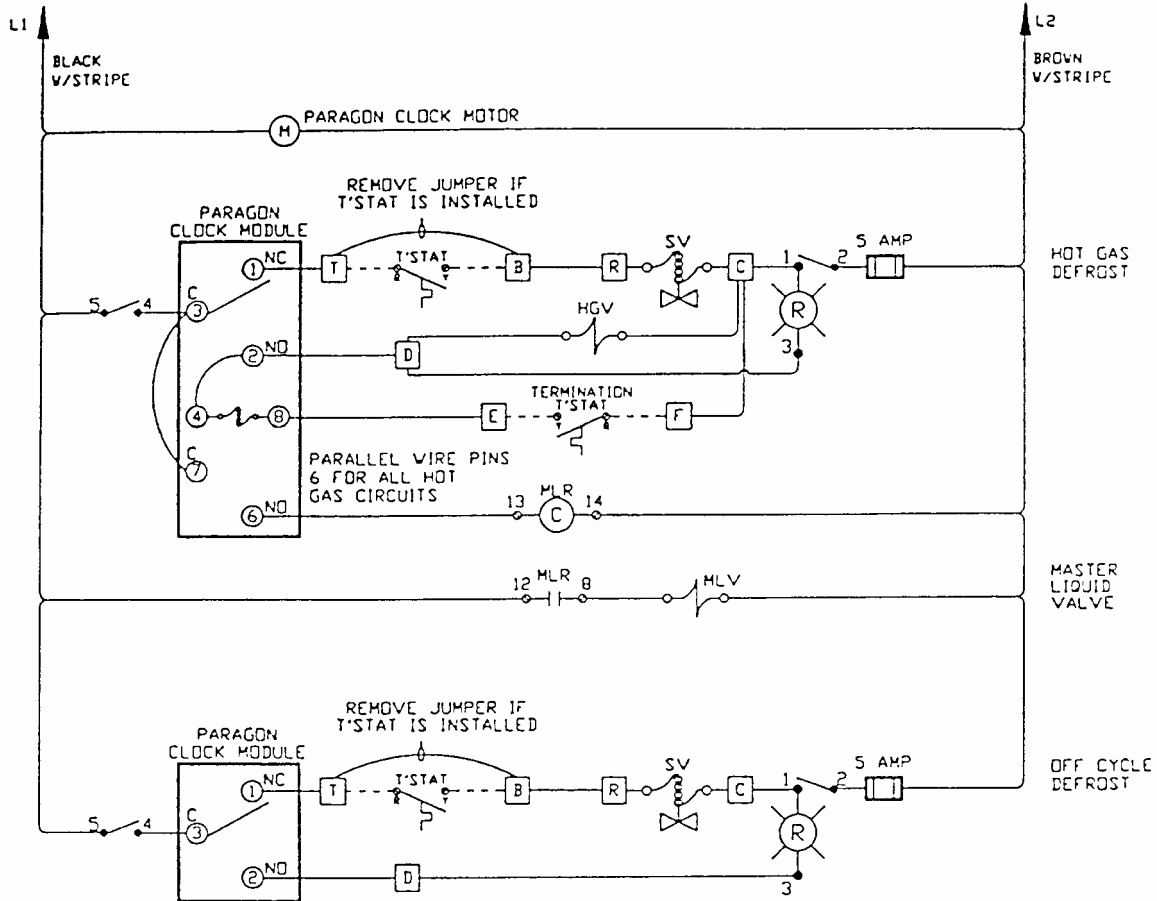 L1
L2
BLACK
W/STRIPE
BROWN
W/STRIPE
M
PARAGON CLOCK MOTOR
REMOVE JUMPER IF
T'STAT IS INSTALLED
PARAGON
CLOCK MODULE
1 NC
T
T'STAT
R Y
B
R
SV
C
1
2
5 AMP
HOT GAS
DEFROST
5
4
C
3
HGV
R
2 NO
D
3
TERMINATION
T'STAT
4
8
E
Y R
F
C
7
PARALLEL WIRE PINS
6 FOR ALL HOT
GAS CIRCUITS
6 NO
13
MLR
14
C
12
MLR
8
MLV
MASTER
LIQUID
VALVE
REMOVE JUMPER IF
T'STAT IS INSTALLED
PARAGON
CLOCK MODULE
1 NC
T
T'STAT
R Y
B
R
SV
C
1
2
5 AMP
OFF CYCLE
DEFROST
5
4
C
3
R
2 NO
D
3